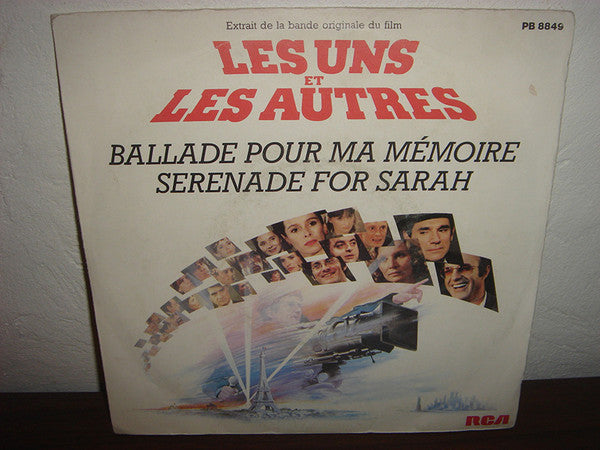 Extrait de la bande originale du film
PB 8849
LES UNS
ET
LES AUTRES
BALLADE POUR MA MÉMOIRE
SERENADE FOR SARAH
RCA